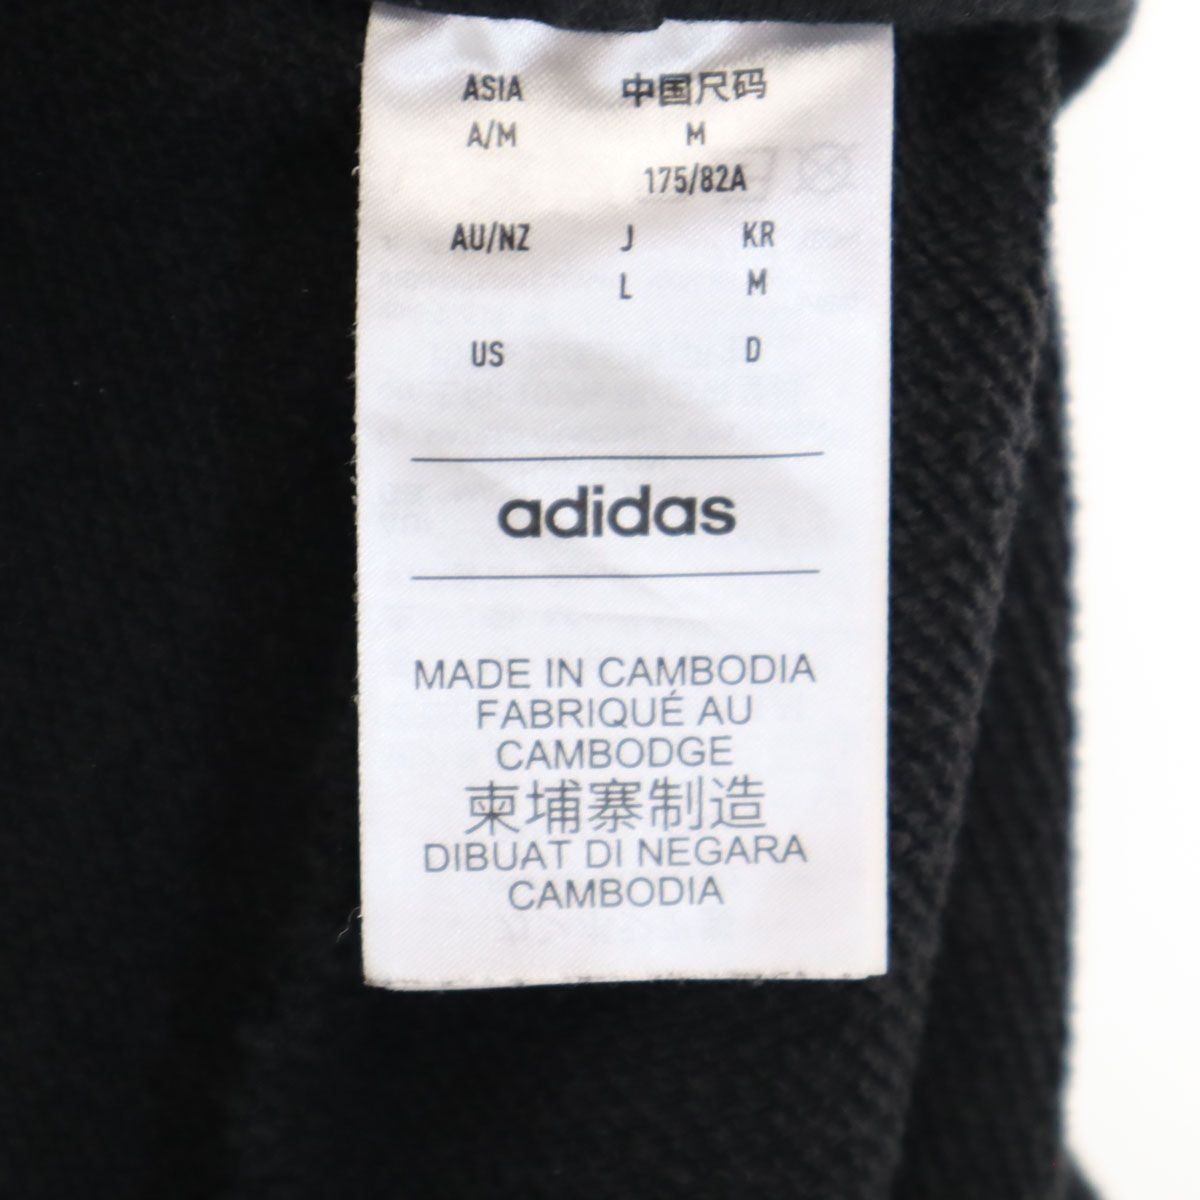 ASIA 中国尺码
A/M M
175/82A
AU/NZ J KR
L M
US D
adidas
MADE IN CAMBODIA
FABRIQUÉ AU
CAMBODGE
柬埔寨制造
DIBUAT DI NEGARA
CAMBODIA